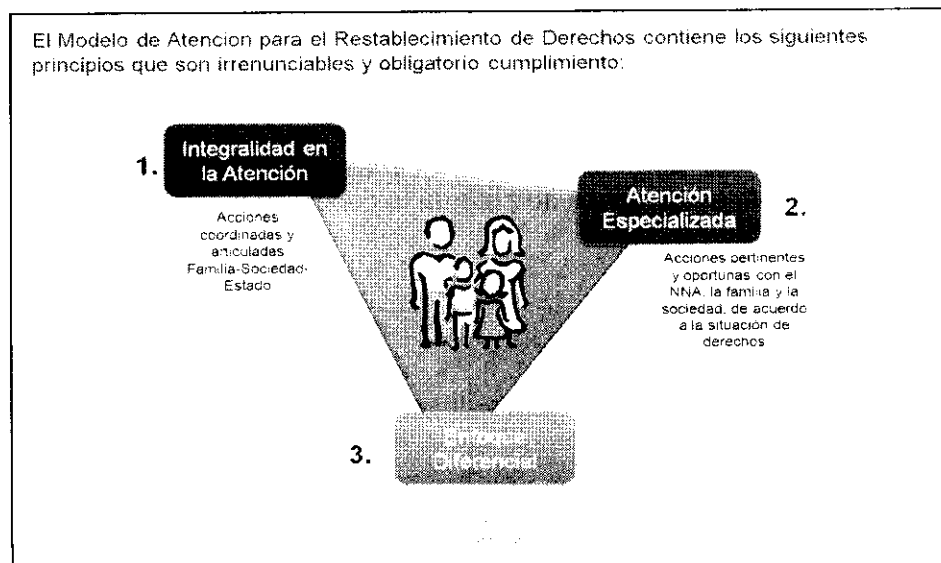 El Modelo de Atencion para el Restablecimiento de Derechos contiene los siguientes
principios que son irrenunciables y obligatorio cumplimiento:
1.
Integralidad en
la Atención
Acciones
coordinadas y
articuladas
Familia-Sociedad-
Estado
Atención
Especializada
2.
Acciones pertinentes
y oportunas con el
NNA, la familia y la
sociedad, de acuerdo
a la situación de
derechos
3.
Enfoque
Diferencial